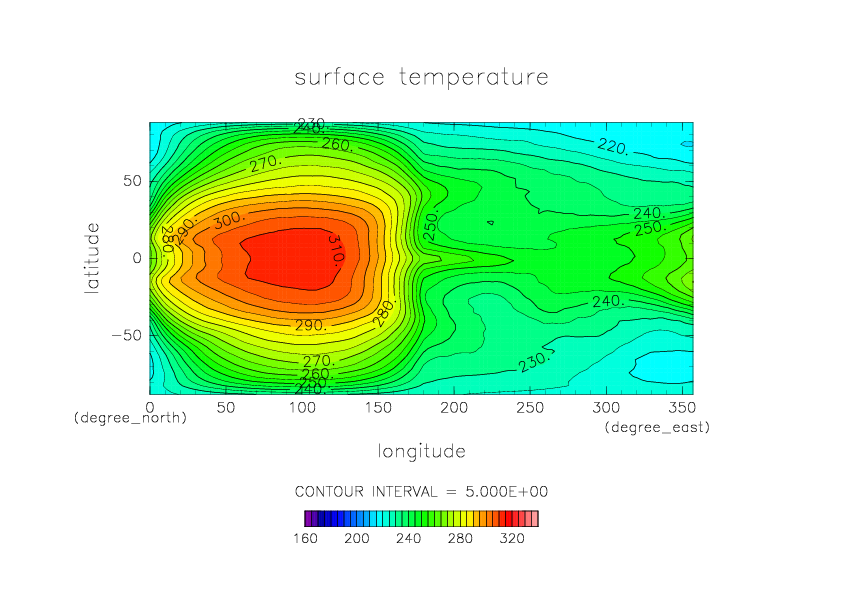 surface temperature
230.
240.
260.
220.
270.
50
300.
240.
290.
250.
250.
280.
310.
latitude
0
240.
280.
290.
−50
230.
270.
260.
250.
240.
0 50 100 150 200 250 300 350
(degree_north)
(degree_east)
longitude
CONTOUR INTERVAL = 5.000E+00
160 200 240 280 320